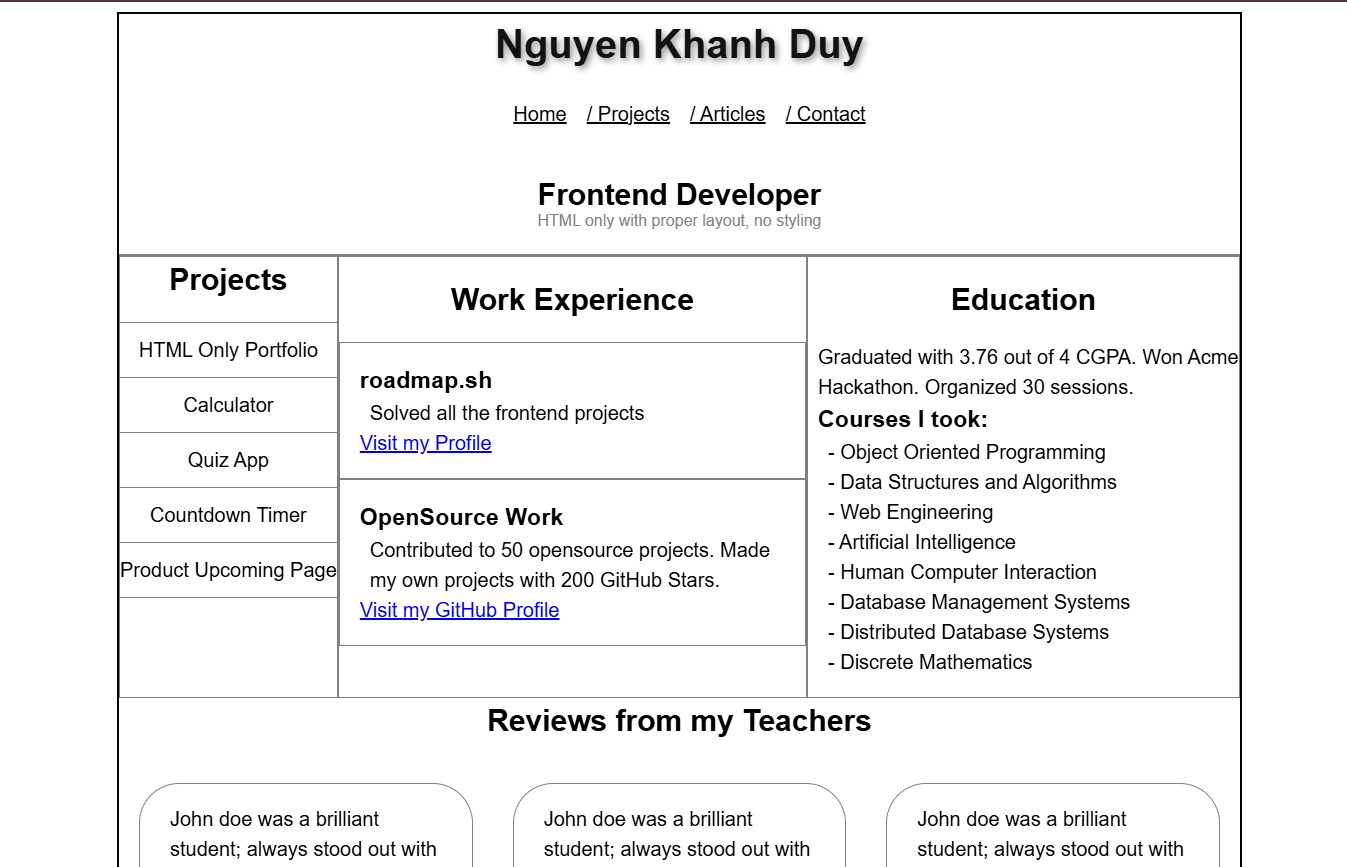 Nguyen Khanh Duy
Home / Projects / Articles / Contact
Frontend Developer
HTML only with proper layout, no styling
Projects
HTML Only Portfolio
Calculator
Quiz App
Countdown Timer
Product Upcoming Page
Work Experience
roadmap.sh
Solved all the frontend projects
Visit my Profile
OpenSource Work
Contributed to 50 opensource projects. Made
my own projects with 200 GitHub Stars.
Visit my GitHub Profile
Education
Graduated with 3.76 out of 4 CGPA. Won Acme
Hackathon. Organized 30 sessions.
Courses I took:
- Object Oriented Programming
- Data Structures and Algorithms
- Web Engineering
- Artificial Intelligence
- Human Computer Interaction
- Database Management Systems
- Distributed Database Systems
- Discrete Mathematics
Reviews from my Teachers
John doe was a brilliant
student; always stood out with
John doe was a brilliant
student; always stood out with
John doe was a brilliant
student; always stood out with